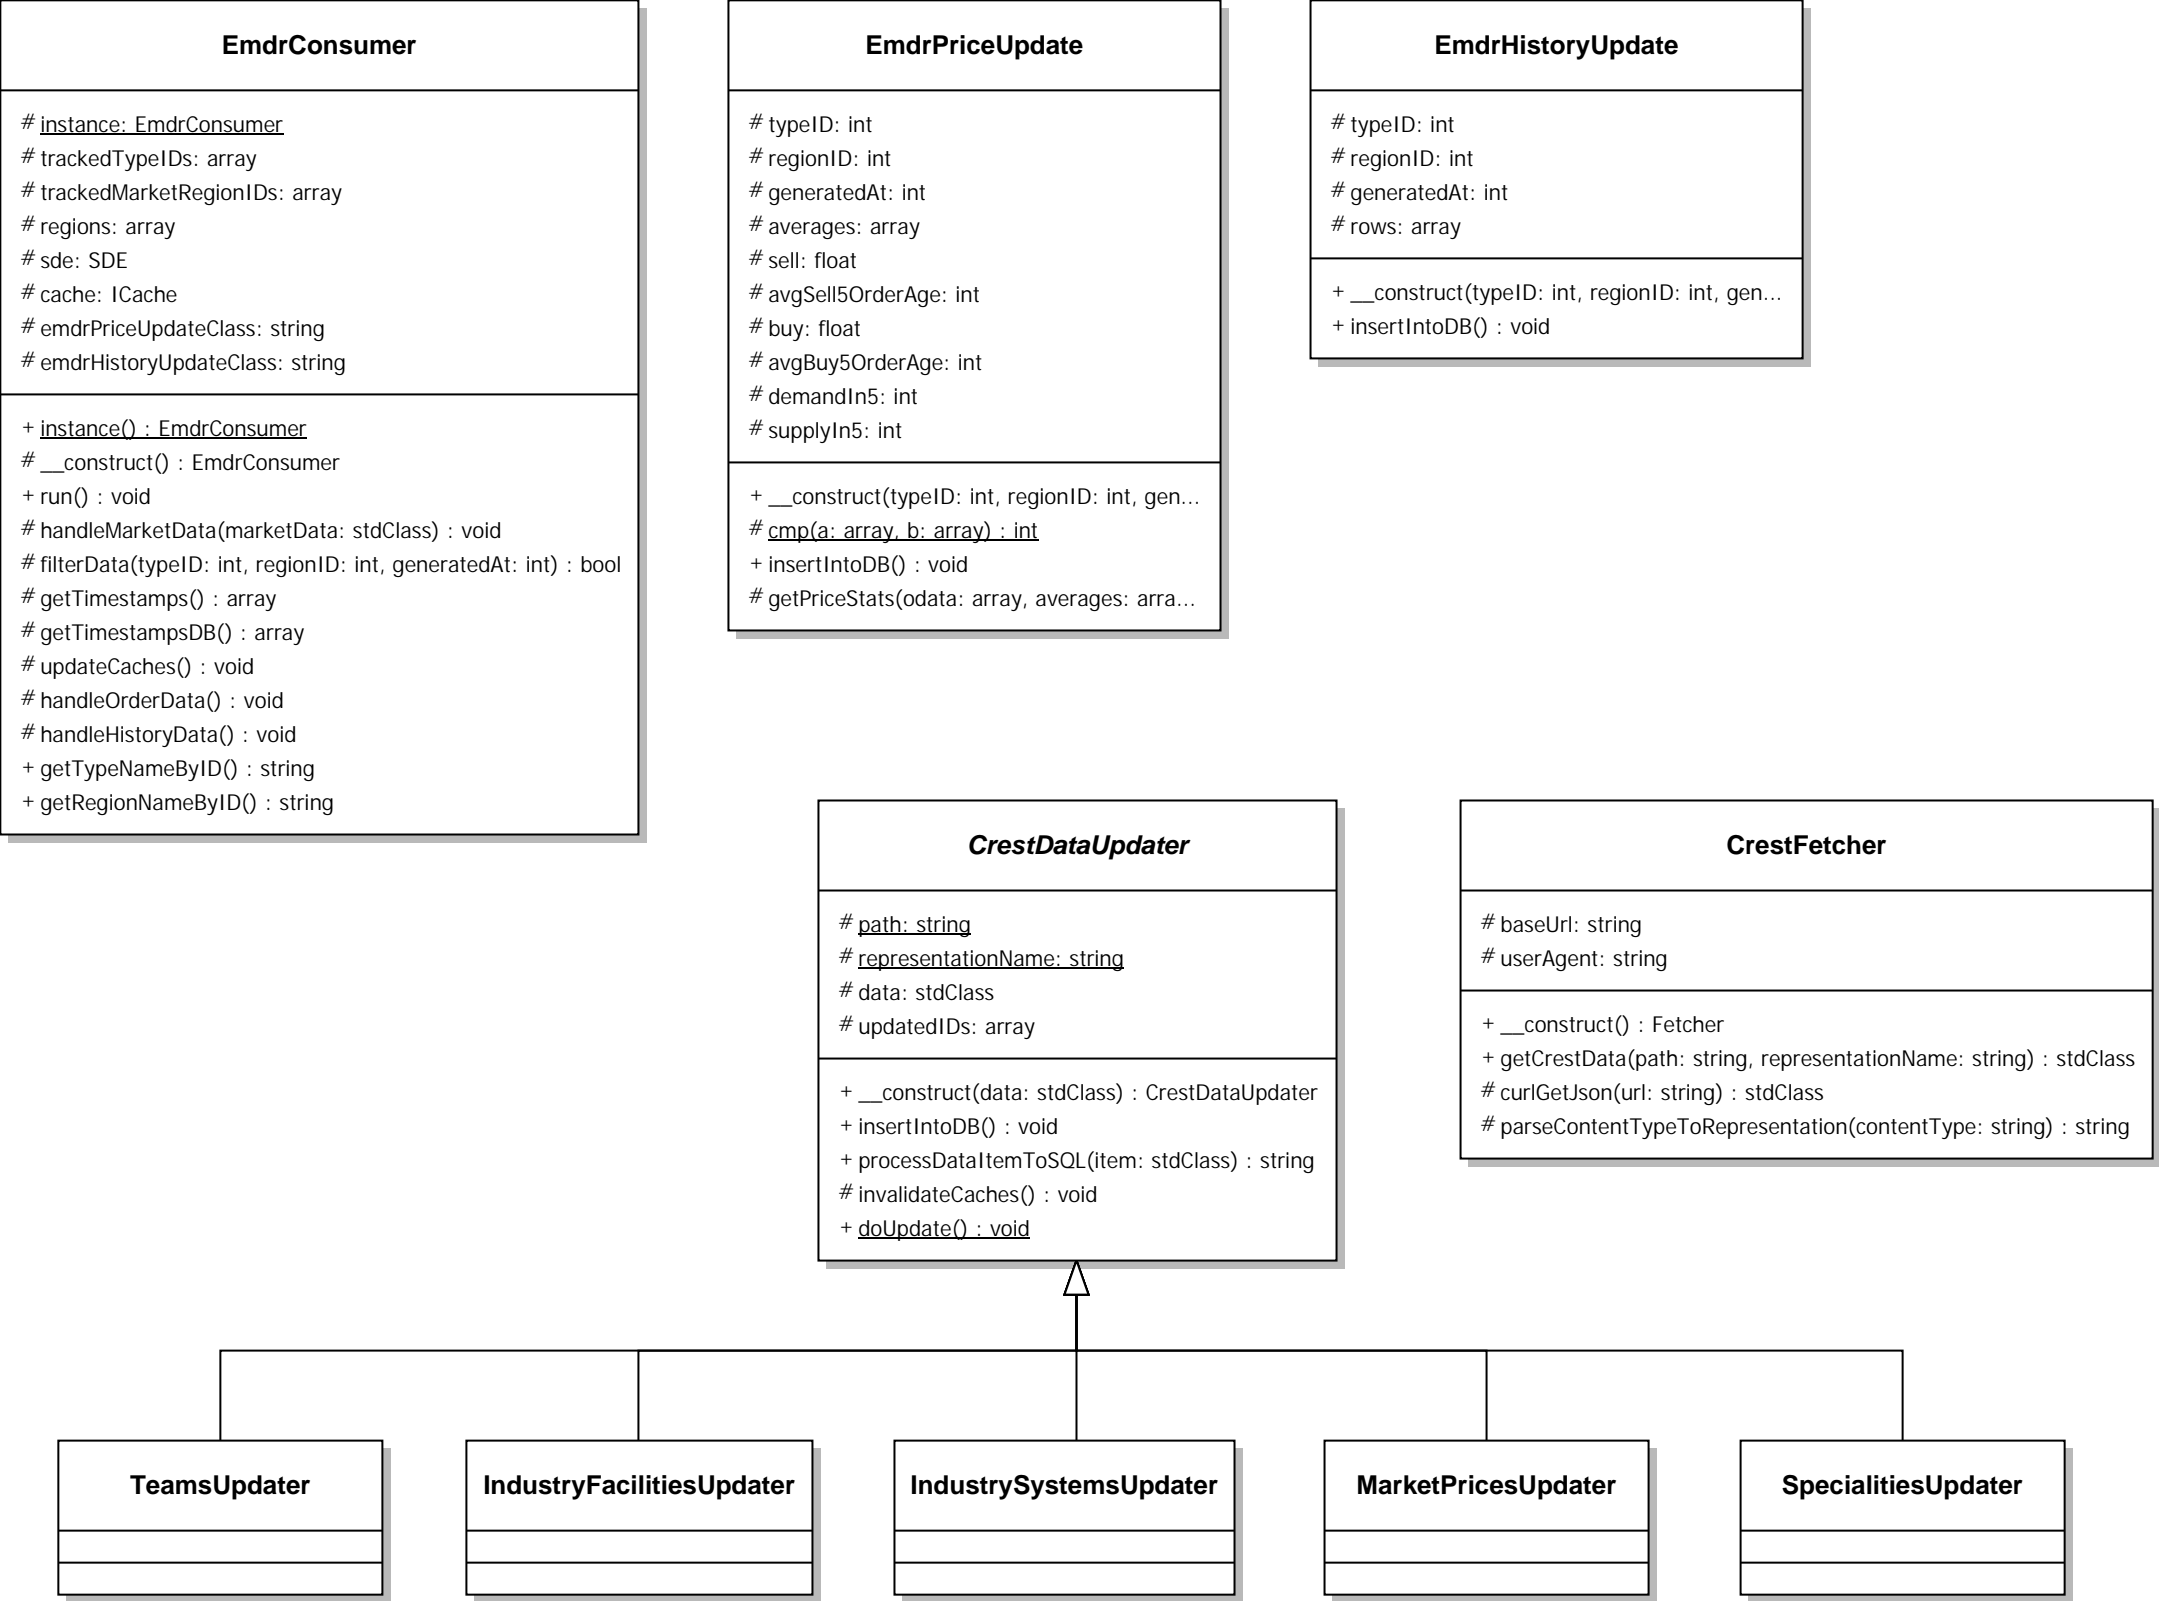 EmdrConsumer
# instance: EmdrConsumer
# trackedTypeIDs: array
# trackedMarketRegionIDs: array
# regions: array
# sde: SDE
# cache: ICache
# emdrPriceUpdateClass: string
# emdrHistoryUpdateClass: string
+ instance() : EmdrConsumer
# __construct() : EmdrConsumer
+ run() : void
# handleMarketData(marketData: stdClass) : void
# filterData(typeID: int, regionID: int, generatedAt: int) : bool
# getTimestamps() : array
# getTimestampsDB() : array
# updateCaches() : void
# handleOrderData() : void
# handleHistoryData() : void
+ getTypeNameByID() : string
+ getRegionNameByID() : string
EmdrPriceUpdate
# typeID: int
# regionID: int
# generatedAt: int
# averages: array
# sell: float
# avgSell5OrderAge: int
# buy: float
# avgBuy5OrderAge: int
# demandIn5: int
# supplyIn5: int
+ __construct(typeID: int, regionID: int, gen...
# cmp(a: array, b: array) : int
+ insertIntoDB() : void
# getPriceStats(odata: array, averages: arra...
EmdrHistoryUpdate
# typeID: int
# regionID: int
# generatedAt: int
# rows: array
+ __construct(typeID: int, regionID: int, gen...
+ insertIntoDB() : void
CrestDataUpdater
# path: string
# representationName: string
# data: stdClass
# updatedIDs: array
+ __construct(data: stdClass) : CrestDataUpdater
+ insertIntoDB() : void
+ processDataItemToSQL(item: stdClass) : string
# invalidateCaches() : void
+ doUpdate() : void
CrestFetcher
# baseUrl: string
# userAgent: string
+ __construct() : Fetcher
+ getCrestData(path: string, representationName: string) : stdClass
# curlGetJson(url: string) : stdClass
# parseContentTypeToRepresentation(contentType: string) : string
TeamsUpdater
IndustryFacilitiesUpdater
IndustrySystemsUpdater
MarketPricesUpdater
SpecialitiesUpdater